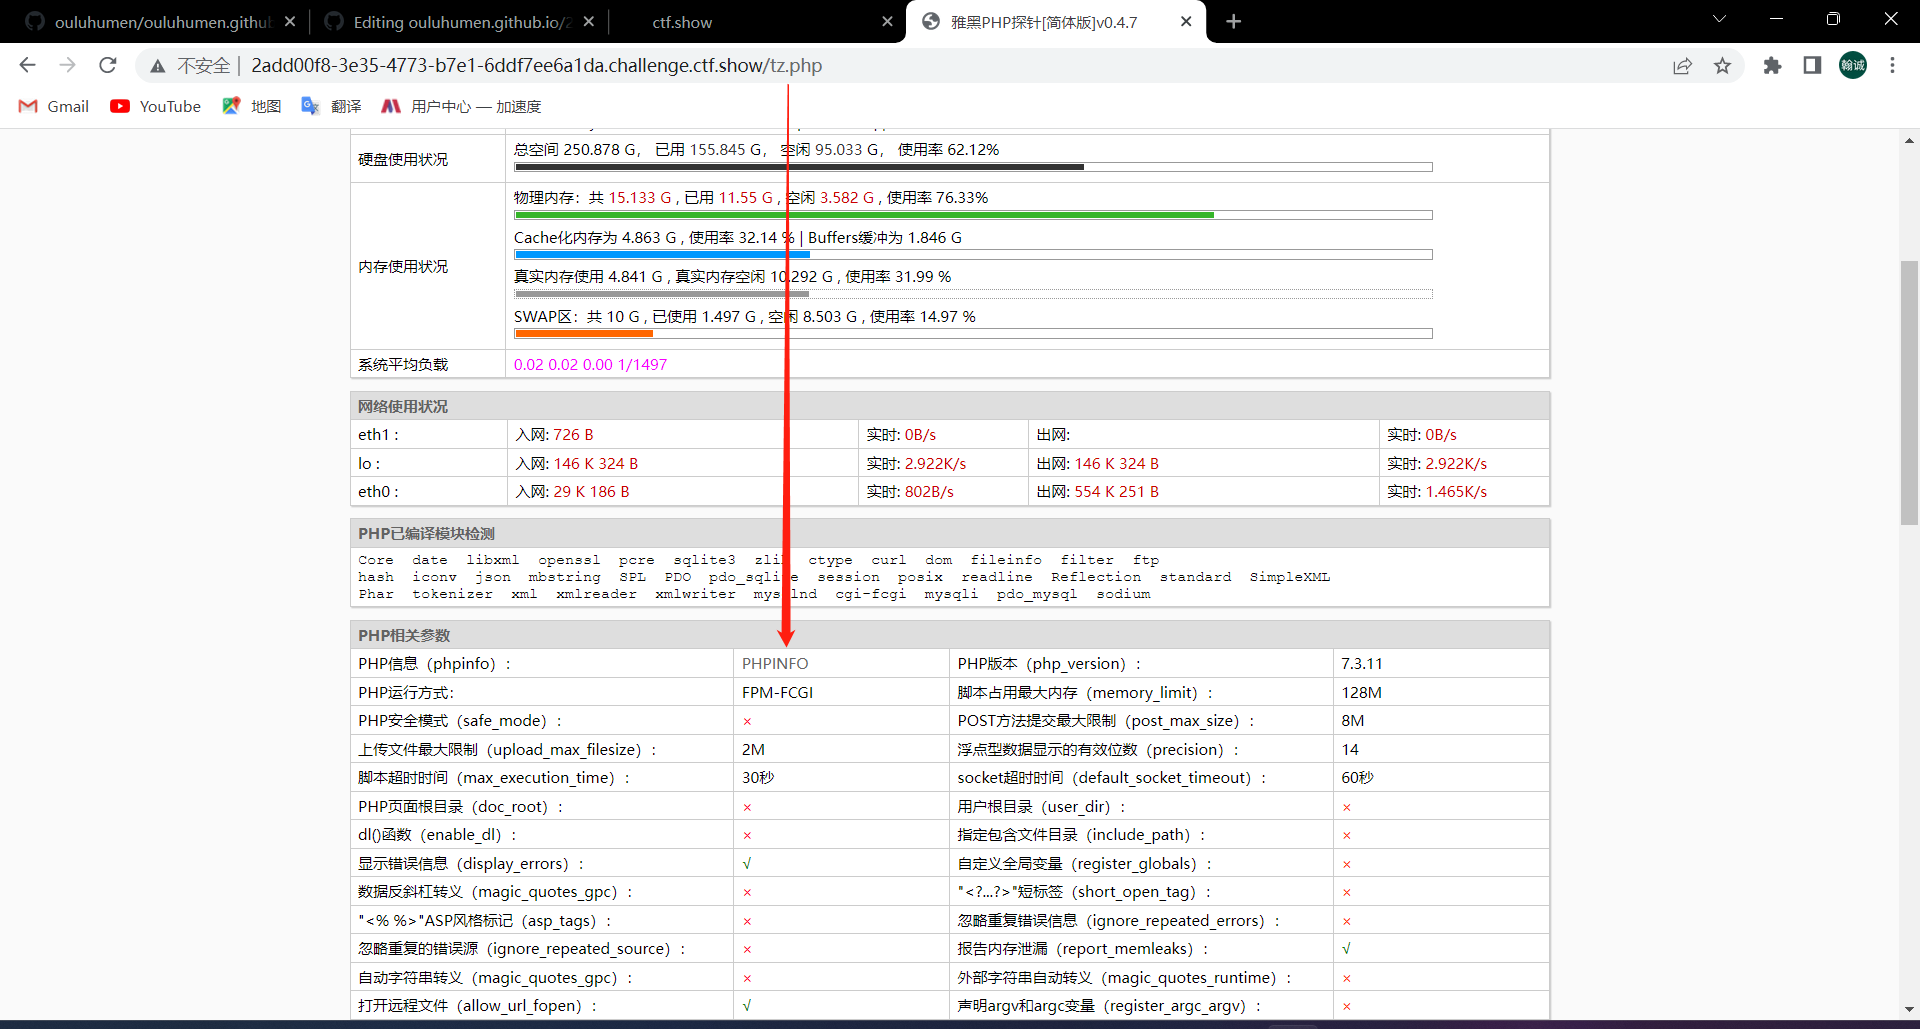 ouluhumen/ouluhumen.github
Editing ouluhumen.github.io/2
ctf.show
雅黑PHP探针[简体版]v0.4.7
不安全 | 2add00f8-3e35-4773-b7e1-6ddf7ee6a1da.challenge.ctf.show/tz.php
翰诚
Gmail
YouTube
地图
翻译
用户中心 — 加速度
硬盘使用状况
总空间 250.878 G， 已用 155.845 G， 空闲 95.033 G， 使用率 62.12%
内存使用状况
物理内存：共 15.133 G , 已用 11.55 G , 空闲 3.582 G , 使用率 76.33%
Cache化内存为 4.863 G , 使用率 32.14 % | Buffers缓冲为 1.846 G
真实内存使用 4.841 G , 真实内存空闲 10.292 G , 使用率 31.99 %
SWAP区：共 10 G , 已使用 1.497 G , 空闲 8.503 G , 使用率 14.97 %
系统平均负载 0.02 0.02 0.00 1/1497
网络使用状况
eth1 : 入网: 726 B 实时: 0B/s 出网: 实时: 0B/s
lo : 入网: 146 K 324 B 实时: 2.922K/s 出网: 146 K 324 B 实时: 2.922K/s
eth0 : 入网: 29 K 186 B 实时: 802B/s 出网: 554 K 251 B 实时: 1.465K/s
PHP已编译模块检测
Core date libxml openssl pcre sqlite3 zlib ctype curl dom fileinfo filter ftp
hash iconv json mbstring SPL PDO pdo_sqlite session posix readline Reflection standard SimpleXML
Phar tokenizer xml xmlreader xmlwriter mysqlnd cgi-fcgi mysqli pdo_mysql sodium
PHP相关参数
PHP信息（phpinfo）： PHPINFO PHP版本（php_version）： 7.3.11
PHP运行方式： FPM-FCGI 脚本占用最大内存（memory_limit）： 128M
PHP安全模式（safe_mode）： × POST方法提交最大限制（post_max_size）： 8M
上传文件最大限制（upload_max_filesize）： 2M 浮点型数据显示的有效位数（precision）： 14
脚本超时时间（max_execution_time）： 30秒 socket超时时间（default_socket_timeout）： 60秒
PHP页面根目录（doc_root）： × 用户根目录（user_dir）： ×
dl()函数（enable_dl）： × 指定包含文件目录（include_path）： ×
显示错误信息（display_errors）： √ 自定义全局变量（register_globals）： ×
数据反斜杠转义（magic_quotes_gpc）： × "<?...?>"短标签（short_open_tag）： ×
"<% %>"ASP风格标记（asp_tags）： × 忽略重复错误信息（ignore_repeated_errors）： ×
忽略重复的错误源（ignore_repeated_source）： × 报告内存泄漏（report_memleaks）： √
自动字符串转义（magic_quotes_gpc）： × 外部字符串自动转义（magic_quotes_runtime）： ×
打开远程文件（allow_url_fopen）： √ 声明argv和argc变量（register_argc_argv）： ×